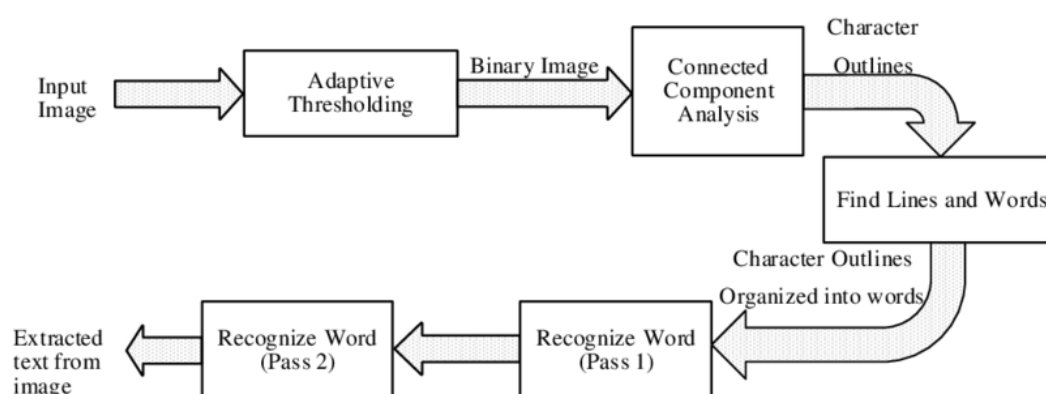 Input
Image
Adaptive
Thresholding
Binary Image
Connected
Component
Analysis
Character
Outlines
Find Lines and Words
Character Outlines
Organized into words
Recognize Word
(Pass 1)
Recognize Word
(Pass 2)
Extracted
text from
image